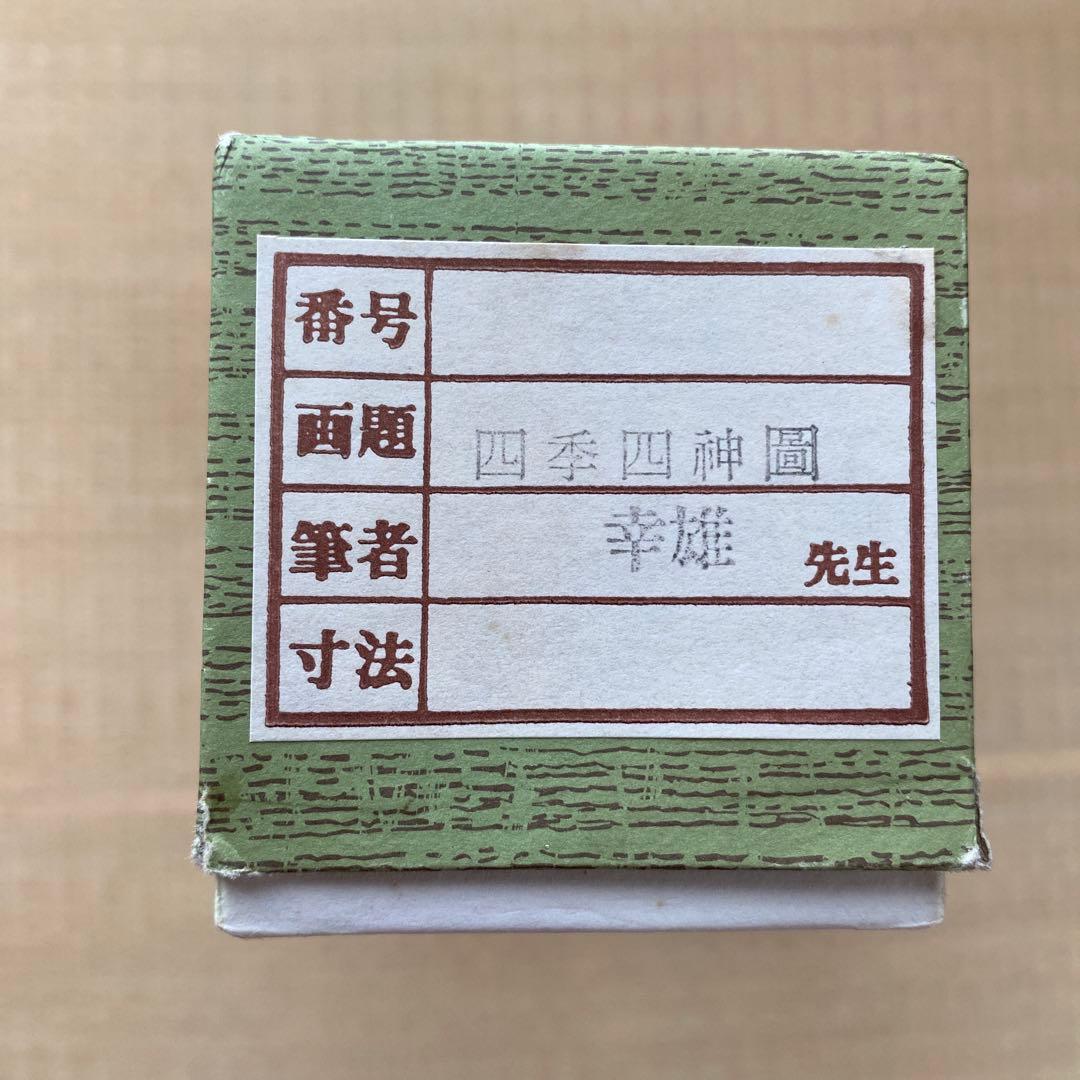 番号
画題 四季四神圖
筆者 幸雄 先生
寸法